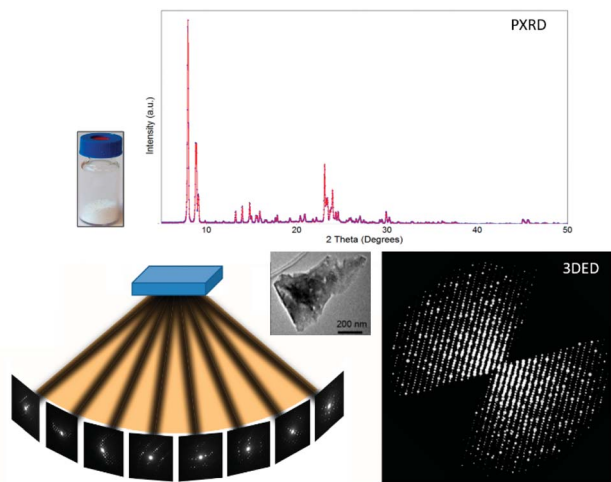 PXRD
Intensity (a.u.)
10
20
30
40
50
2 Theta (Degrees)
200 nm
3DED